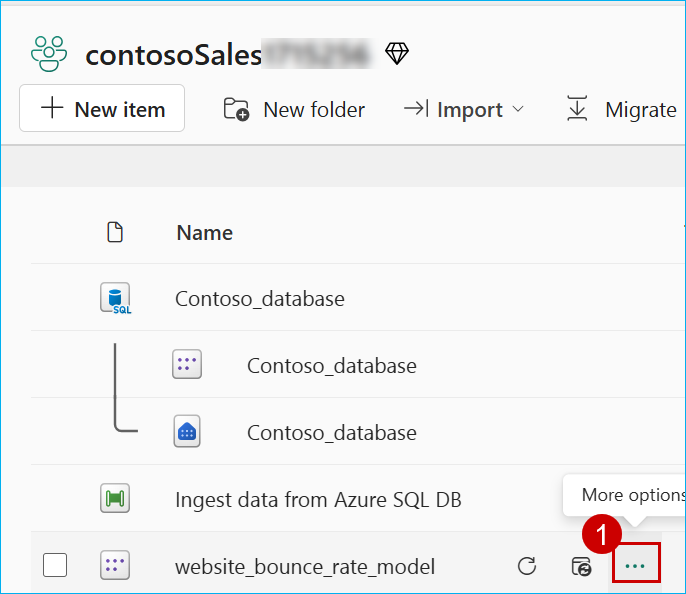 contosoSales
New item
New folder
Import
Migrate
Name
Contoso_database
SQL
Contoso_database
Contoso_database
Ingest data from Azure SQL DB
More options
1
website_bounce_rate_model